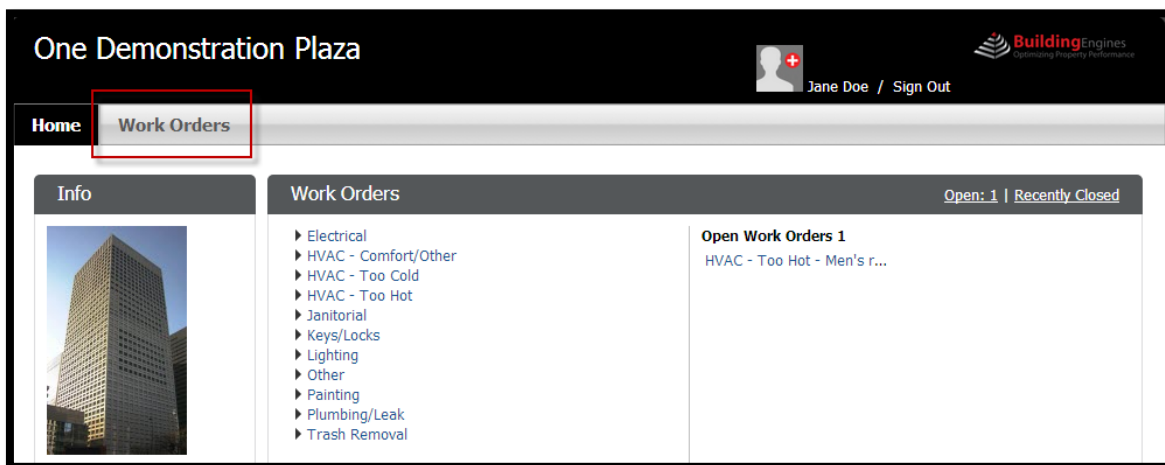 One Demonstration Plaza
BuildingEngines
Optimizing Property Performance
Jane Doe / Sign Out
Home Work Orders
Info
Work Orders
Open: 1 | Recently Closed
Electrical
HVAC - Comfort/Other
HVAC - Too Cold
HVAC - Too Hot
Janitorial
Keys/Locks
Lighting
Other
Painting
Plumbing/Leak
Trash Removal
Open Work Orders 1
HVAC - Too Hot - Men's r...